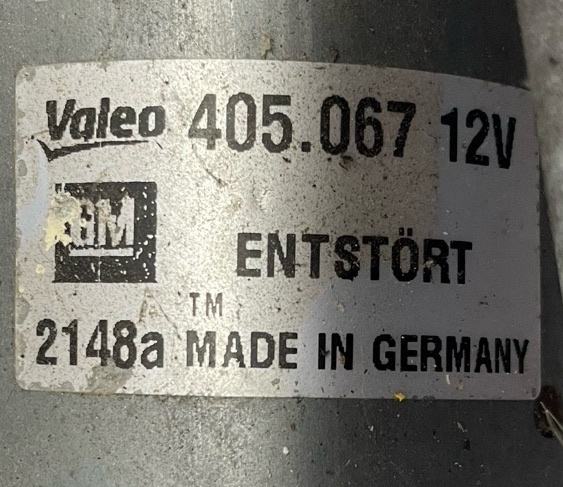 Valeo 405.067 12V
GM ENTSTÖRT
TM
2148a MADE IN GERMANY